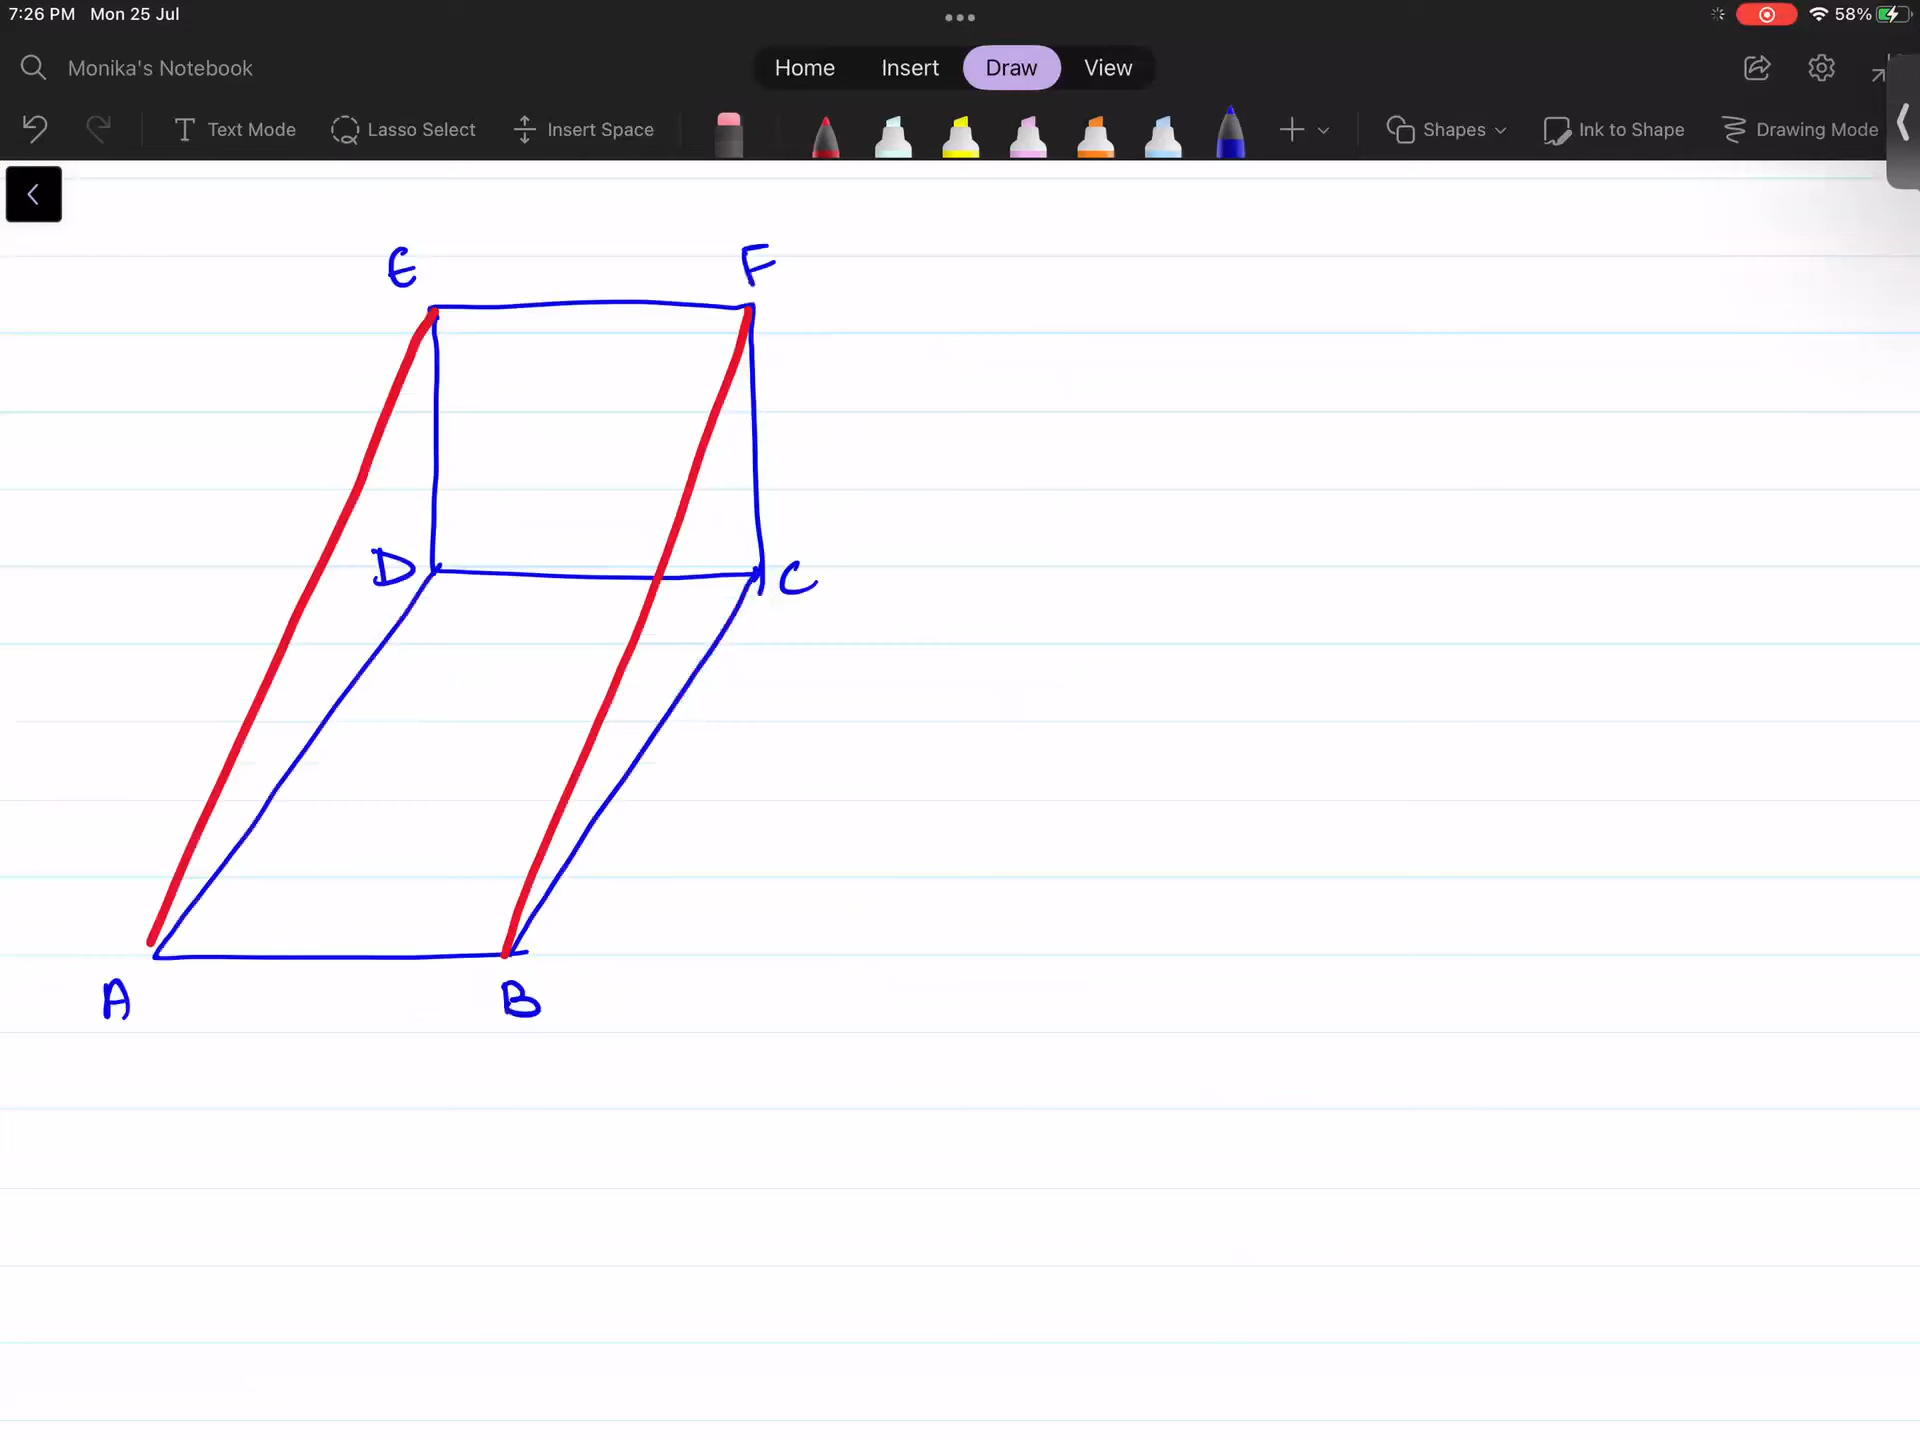 7:26 PM Mon 25 Jul 58%
Monika's Notebook Home Insert Draw View
Text Mode Lasso Select Insert Space Shapes Ink to Shape Drawing Mode
E F
D C
A B